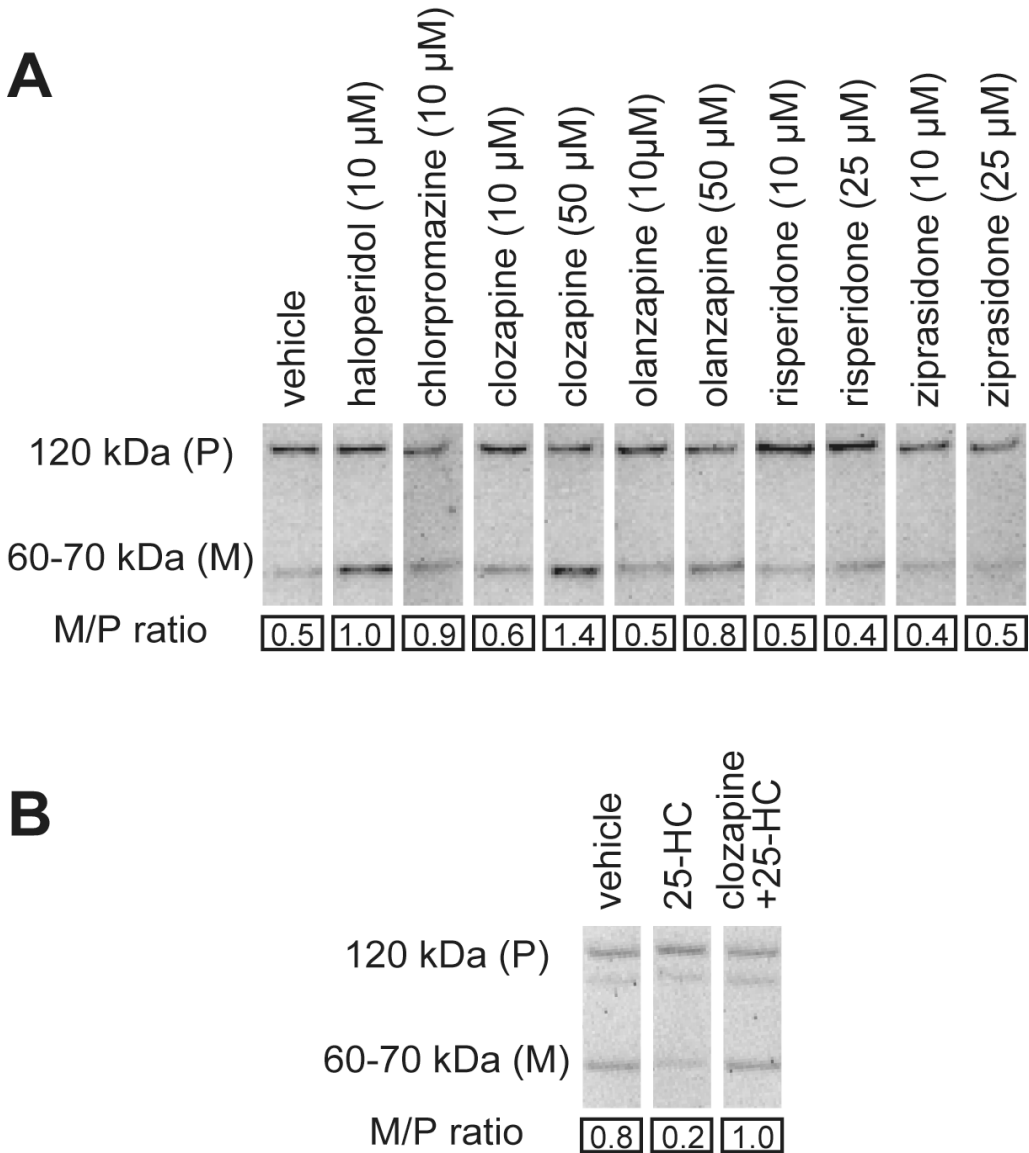 A
vehicle
haloperidol (10 µM)
chlorpromazine (10 µM)
clozapine (10 µM)
clozapine (50 µM)
olanzapine (10µM)
olanzapine (50 µM)
risperidone (10 µM)
risperidone (25 µM)
ziprasidone (10 µM)
ziprasidone (25 µM)
120 kDa (P)
60-70 kDa (M)
M/P ratio 0.5 1.0 0.9 0.6 1.4 0.5 0.8 0.5 0.4 0.4 0.5
B
vehicle
25-HC
clozapine
+25-HC
120 kDa (P)
60-70 kDa (M)
M/P ratio 0.8 0.2 1.0